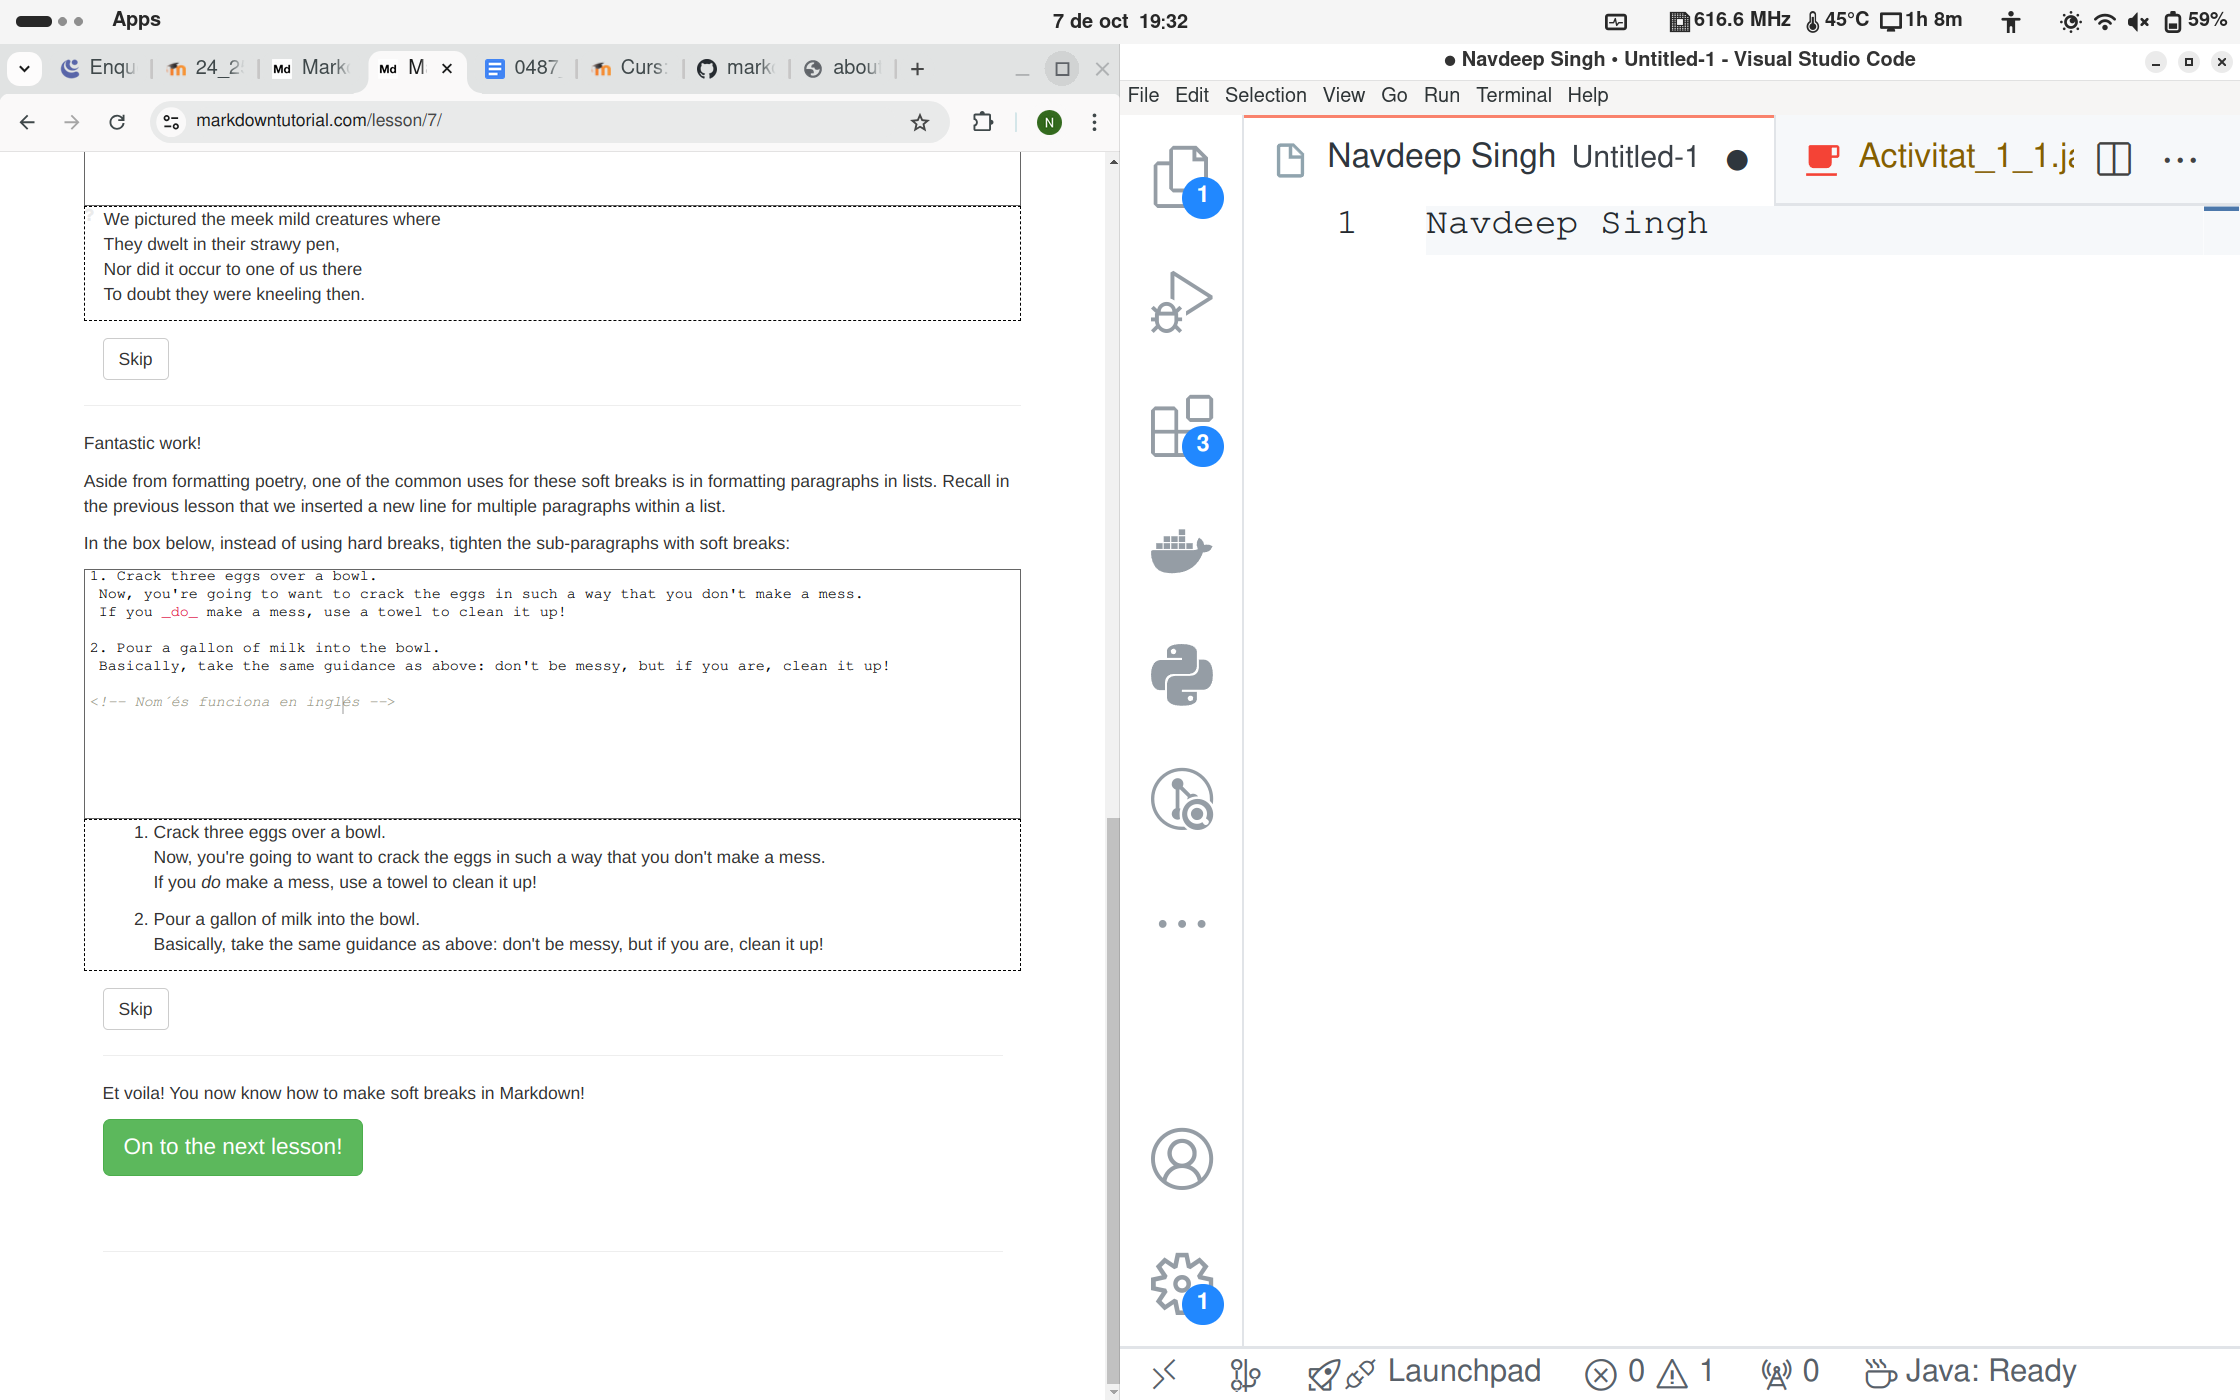 Apps
7 de oct 19:32
616.6 MHz 45°C 1h 8m 59%
Enqu
24_2
Mark
M
0487
Curs
mark
abou
markdowntutorial.com/lesson/7/
N
We pictured the meek mild creatures where
They dwelt in their strawy pen,
Nor did it occur to one of us there
To doubt they were kneeling then.
Skip
Fantastic work!
Aside from formatting poetry, one of the common uses for these soft breaks is in formatting paragraphs in lists. Recall in
the previous lesson that we inserted a new line for multiple paragraphs within a list.
In the box below, instead of using hard breaks, tighten the sub-paragraphs with soft breaks:
1. Crack three eggs over a bowl.
Now, you're going to want to crack the eggs in such a way that you don't make a mess.
If you _do_ make a mess, use a towel to clean it up!
2. Pour a gallon of milk into the bowl.
Basically, take the same guidance as above: don't be messy, but if you are, clean it up!
<!-- Nom´és funciona en inglés -->
1. Crack three eggs over a bowl.
Now, you're going to want to crack the eggs in such a way that you don't make a mess.
If you do make a mess, use a towel to clean it up!
2. Pour a gallon of milk into the bowl.
Basically, take the same guidance as above: don't be messy, but if you are, clean it up!
Skip
Et voila! You now know how to make soft breaks in Markdown!
On to the next lesson!
● Navdeep Singh • Untitled-1 - Visual Studio Code
File Edit Selection View Go Run Terminal Help
Navdeep Singh Untitled-1 ●
Activitat_1_1.ja
1 Navdeep Singh
1
3
1
Launchpad 0 1 0 Java: Ready